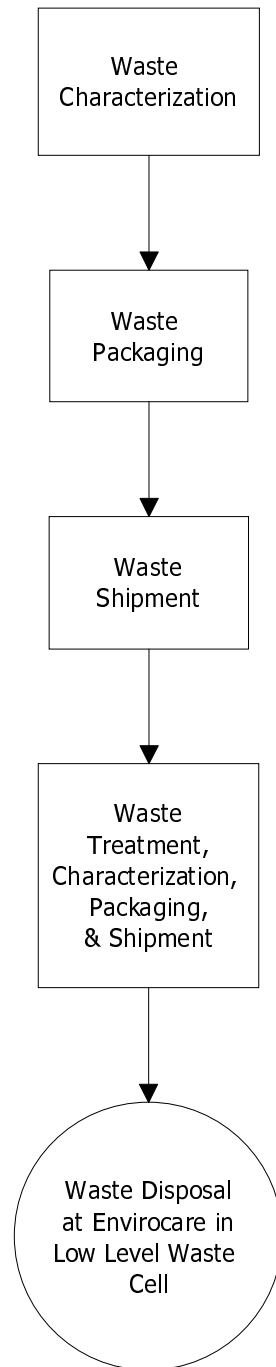 Waste
Characterization
Waste
Packaging
Waste
Shipment
Waste
Treatment,
Characterization,
Packaging,
& Shipment
Waste Disposal
at Envirocare in
Low Level Waste
Cell